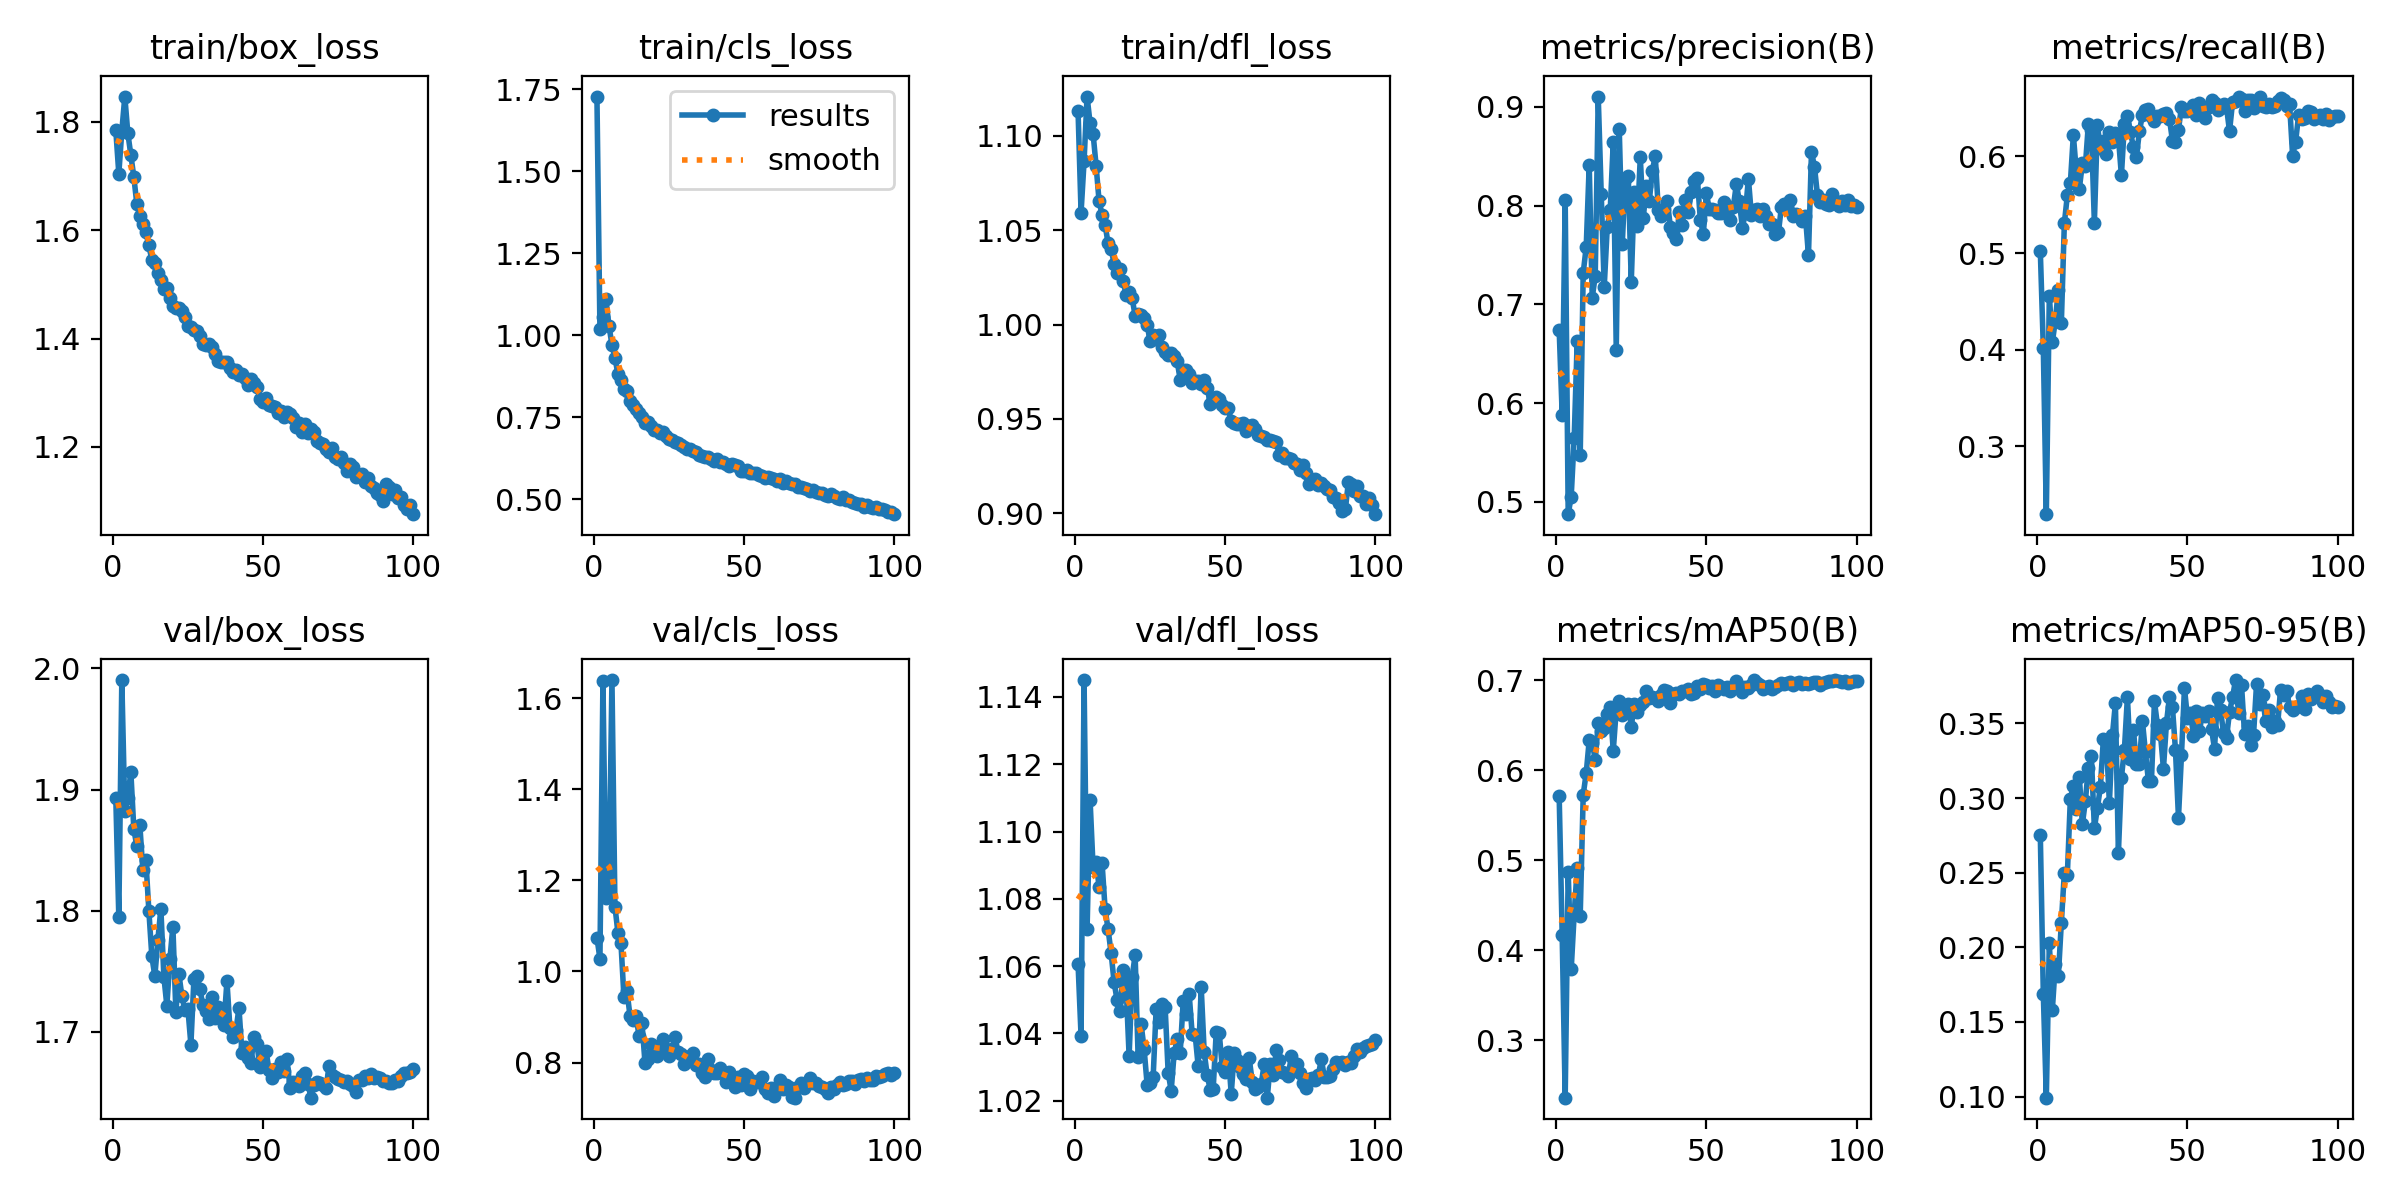 train/box_loss
1.8
1.6
1.4
1.2
0 50 100
train/cls_loss
results
smooth
1.75
1.50
1.25
1.00
0.75
0.50
0 50 100
train/dfl_loss
1.10
1.05
1.00
0.95
0.90
0 50 100
metrics/precision(B)
0.9
0.8
0.7
0.6
0.5
0 50 100
metrics/recall(B)
0.6
0.5
0.4
0.3
0 50 100
val/box_loss
2.0
1.9
1.8
1.7
0 50 100
val/cls_loss
1.6
1.4
1.2
1.0
0.8
0 50 100
val/dfl_loss
1.14
1.12
1.10
1.08
1.06
1.04
1.02
0 50 100
metrics/mAP50(B)
0.7
0.6
0.5
0.4
0.3
0 50 100
metrics/mAP50-95(B)
0.35
0.30
0.25
0.20
0.15
0.10
0 50 100